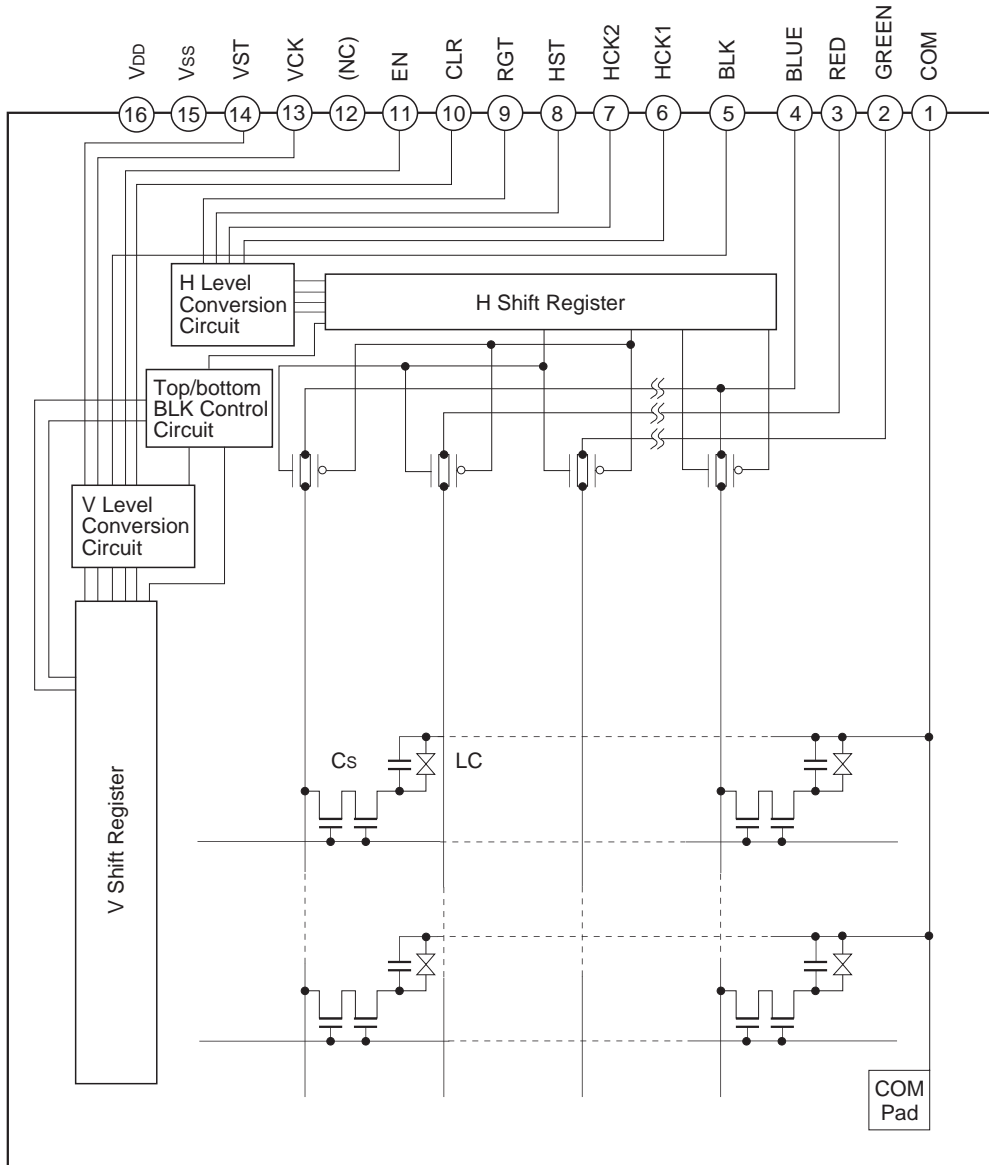 VDD
VSS
VST
VCK
(NC)
EN
CLR
RGT
HST
HCK2
HCK1
BLK
BLUE
RED
GREEN
COM
16
15
14
13
12
11
10
9
8
7
6
5
4
3
2
1
H Level
Conversion
Circuit
H Shift Register
Top/bottom
BLK Control
Circuit
V Level
Conversion
Circuit
V Shift Register
CS
LC
COM
Pad